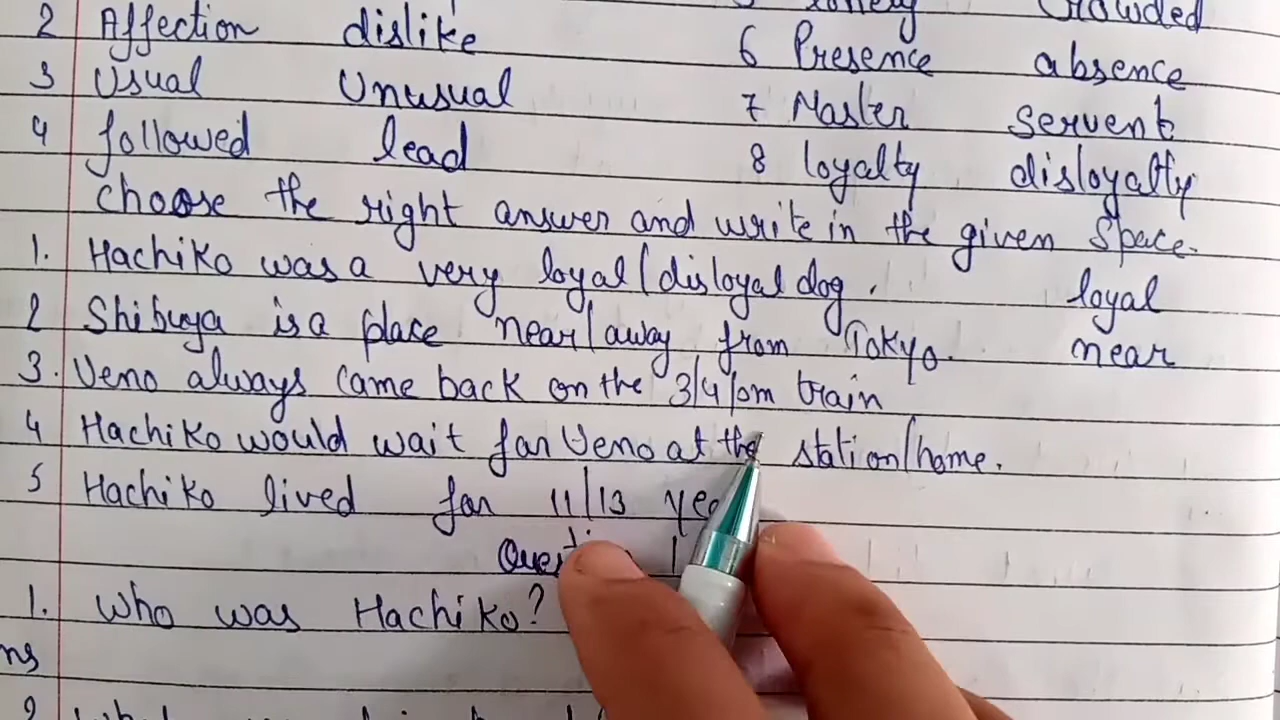 Crowded
2 Affection dislike 6 Presence absence
3 Usual Unusual 7 Master servent
4 followed lead 8 loyalty disloyalty
choose the right answer and write in the given Space.
1. Hachiko was a very loyal/disloyal dog. loyal
2 Shibuya is a place near/away from Tokyo. near
3. Ueno always came back on the 3/4/pm train
4 Hachiko would wait for Ueno at the station/home.
5 Hachiko lived for 11/13
1. Who was Hachiko?
ns
2